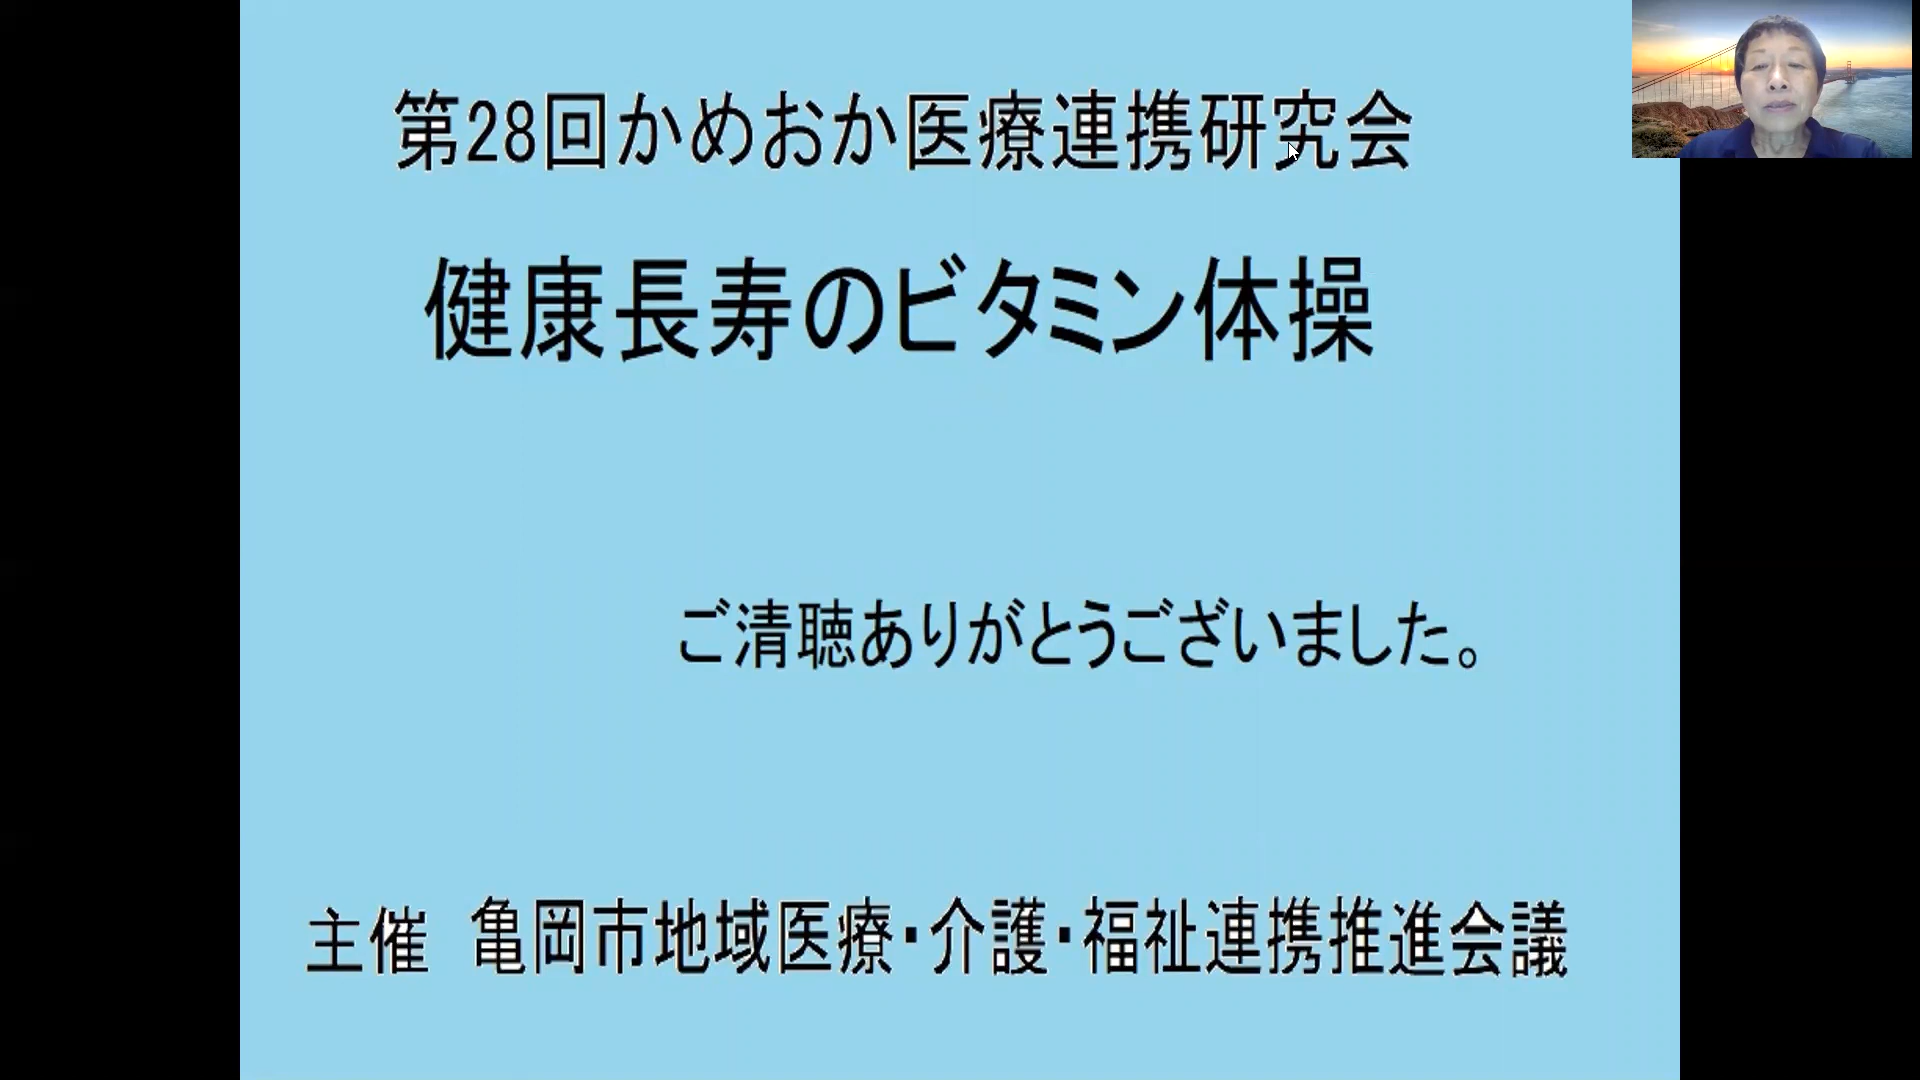 第28回かめおか医療連携研究会
健康長寿のビタミン体操
ご清聴ありがとうございました。
主催　亀岡市地域医療・介護・福祉連携推進会議